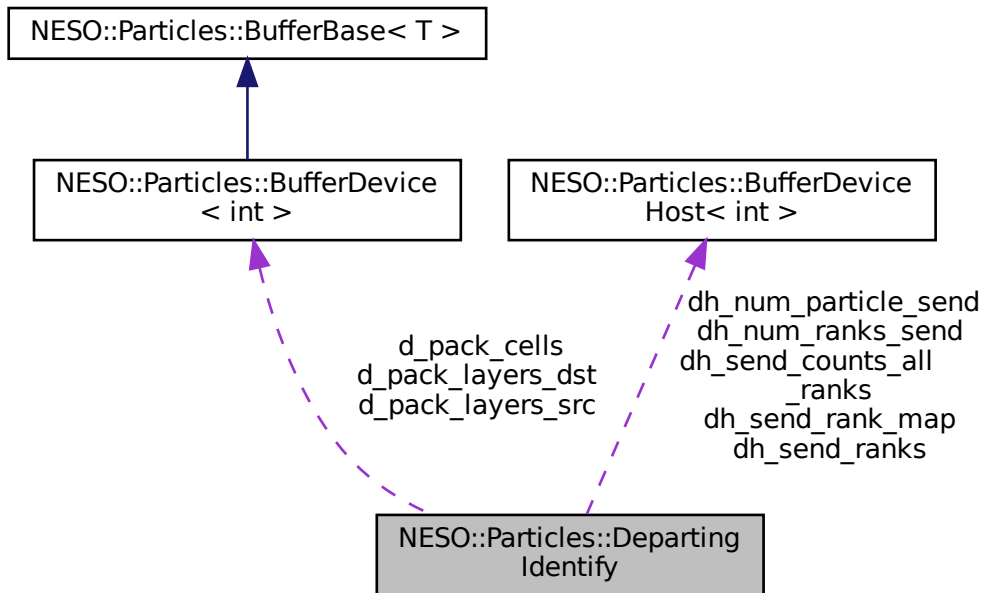 NESO::Particles::BufferBase< T >
NESO::Particles::BufferDevice
< int >
NESO::Particles::BufferDevice
Host< int >
d_pack_cells
d_pack_layers_dst
d_pack_layers_src
dh_num_particle_send
dh_num_ranks_send
dh_send_counts_all
_ranks
dh_send_rank_map
dh_send_ranks
NESO::Particles::Departing
Identify